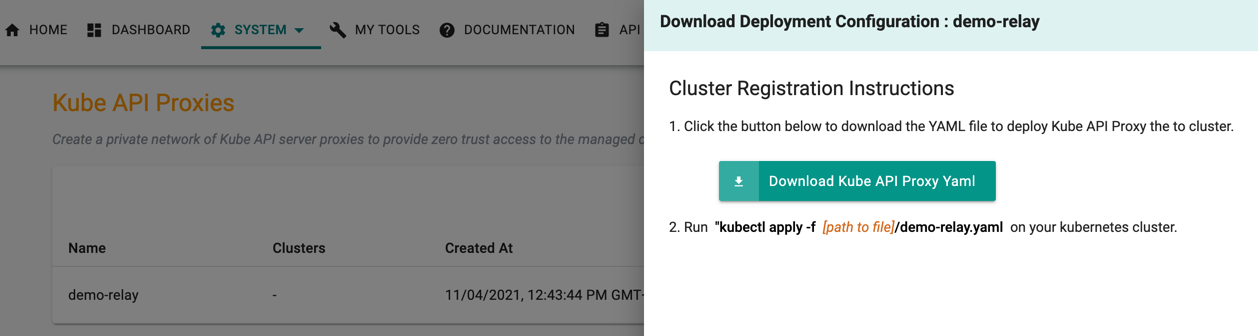 HOME DASHBOARD SYSTEM MY TOOLS DOCUMENTATION API
Kube API Proxies
Create a private network of Kube API server proxies to provide zero trust access to the managed
Name Clusters Created At
demo-relay - 11/04/2021, 12:43:44 PM GMT-
Download Deployment Configuration : demo-relay
Cluster Registration Instructions
1. Click the button below to download the YAML file to deploy Kube API Proxy the to cluster.
Download Kube API Proxy Yaml
2. Run "kubectl apply -f [path to file]/demo-relay.yaml on your kubernetes cluster.